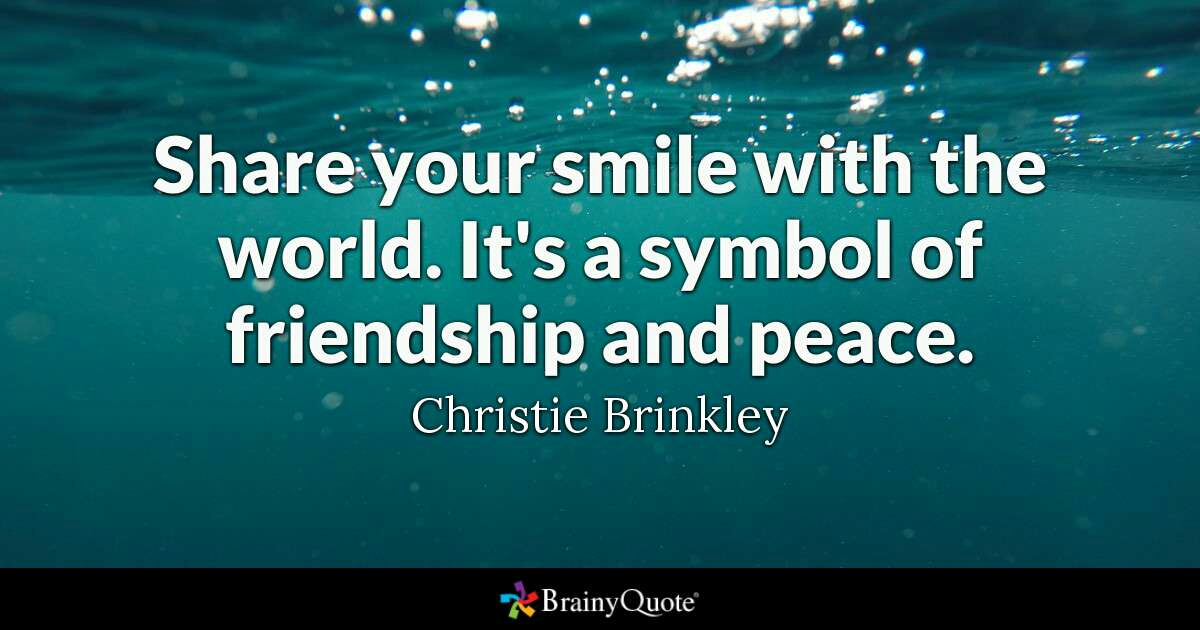 Share your smile with the
world. It's a symbol of
friendship and peace.
Christie Brinkley
BrainyQuote®